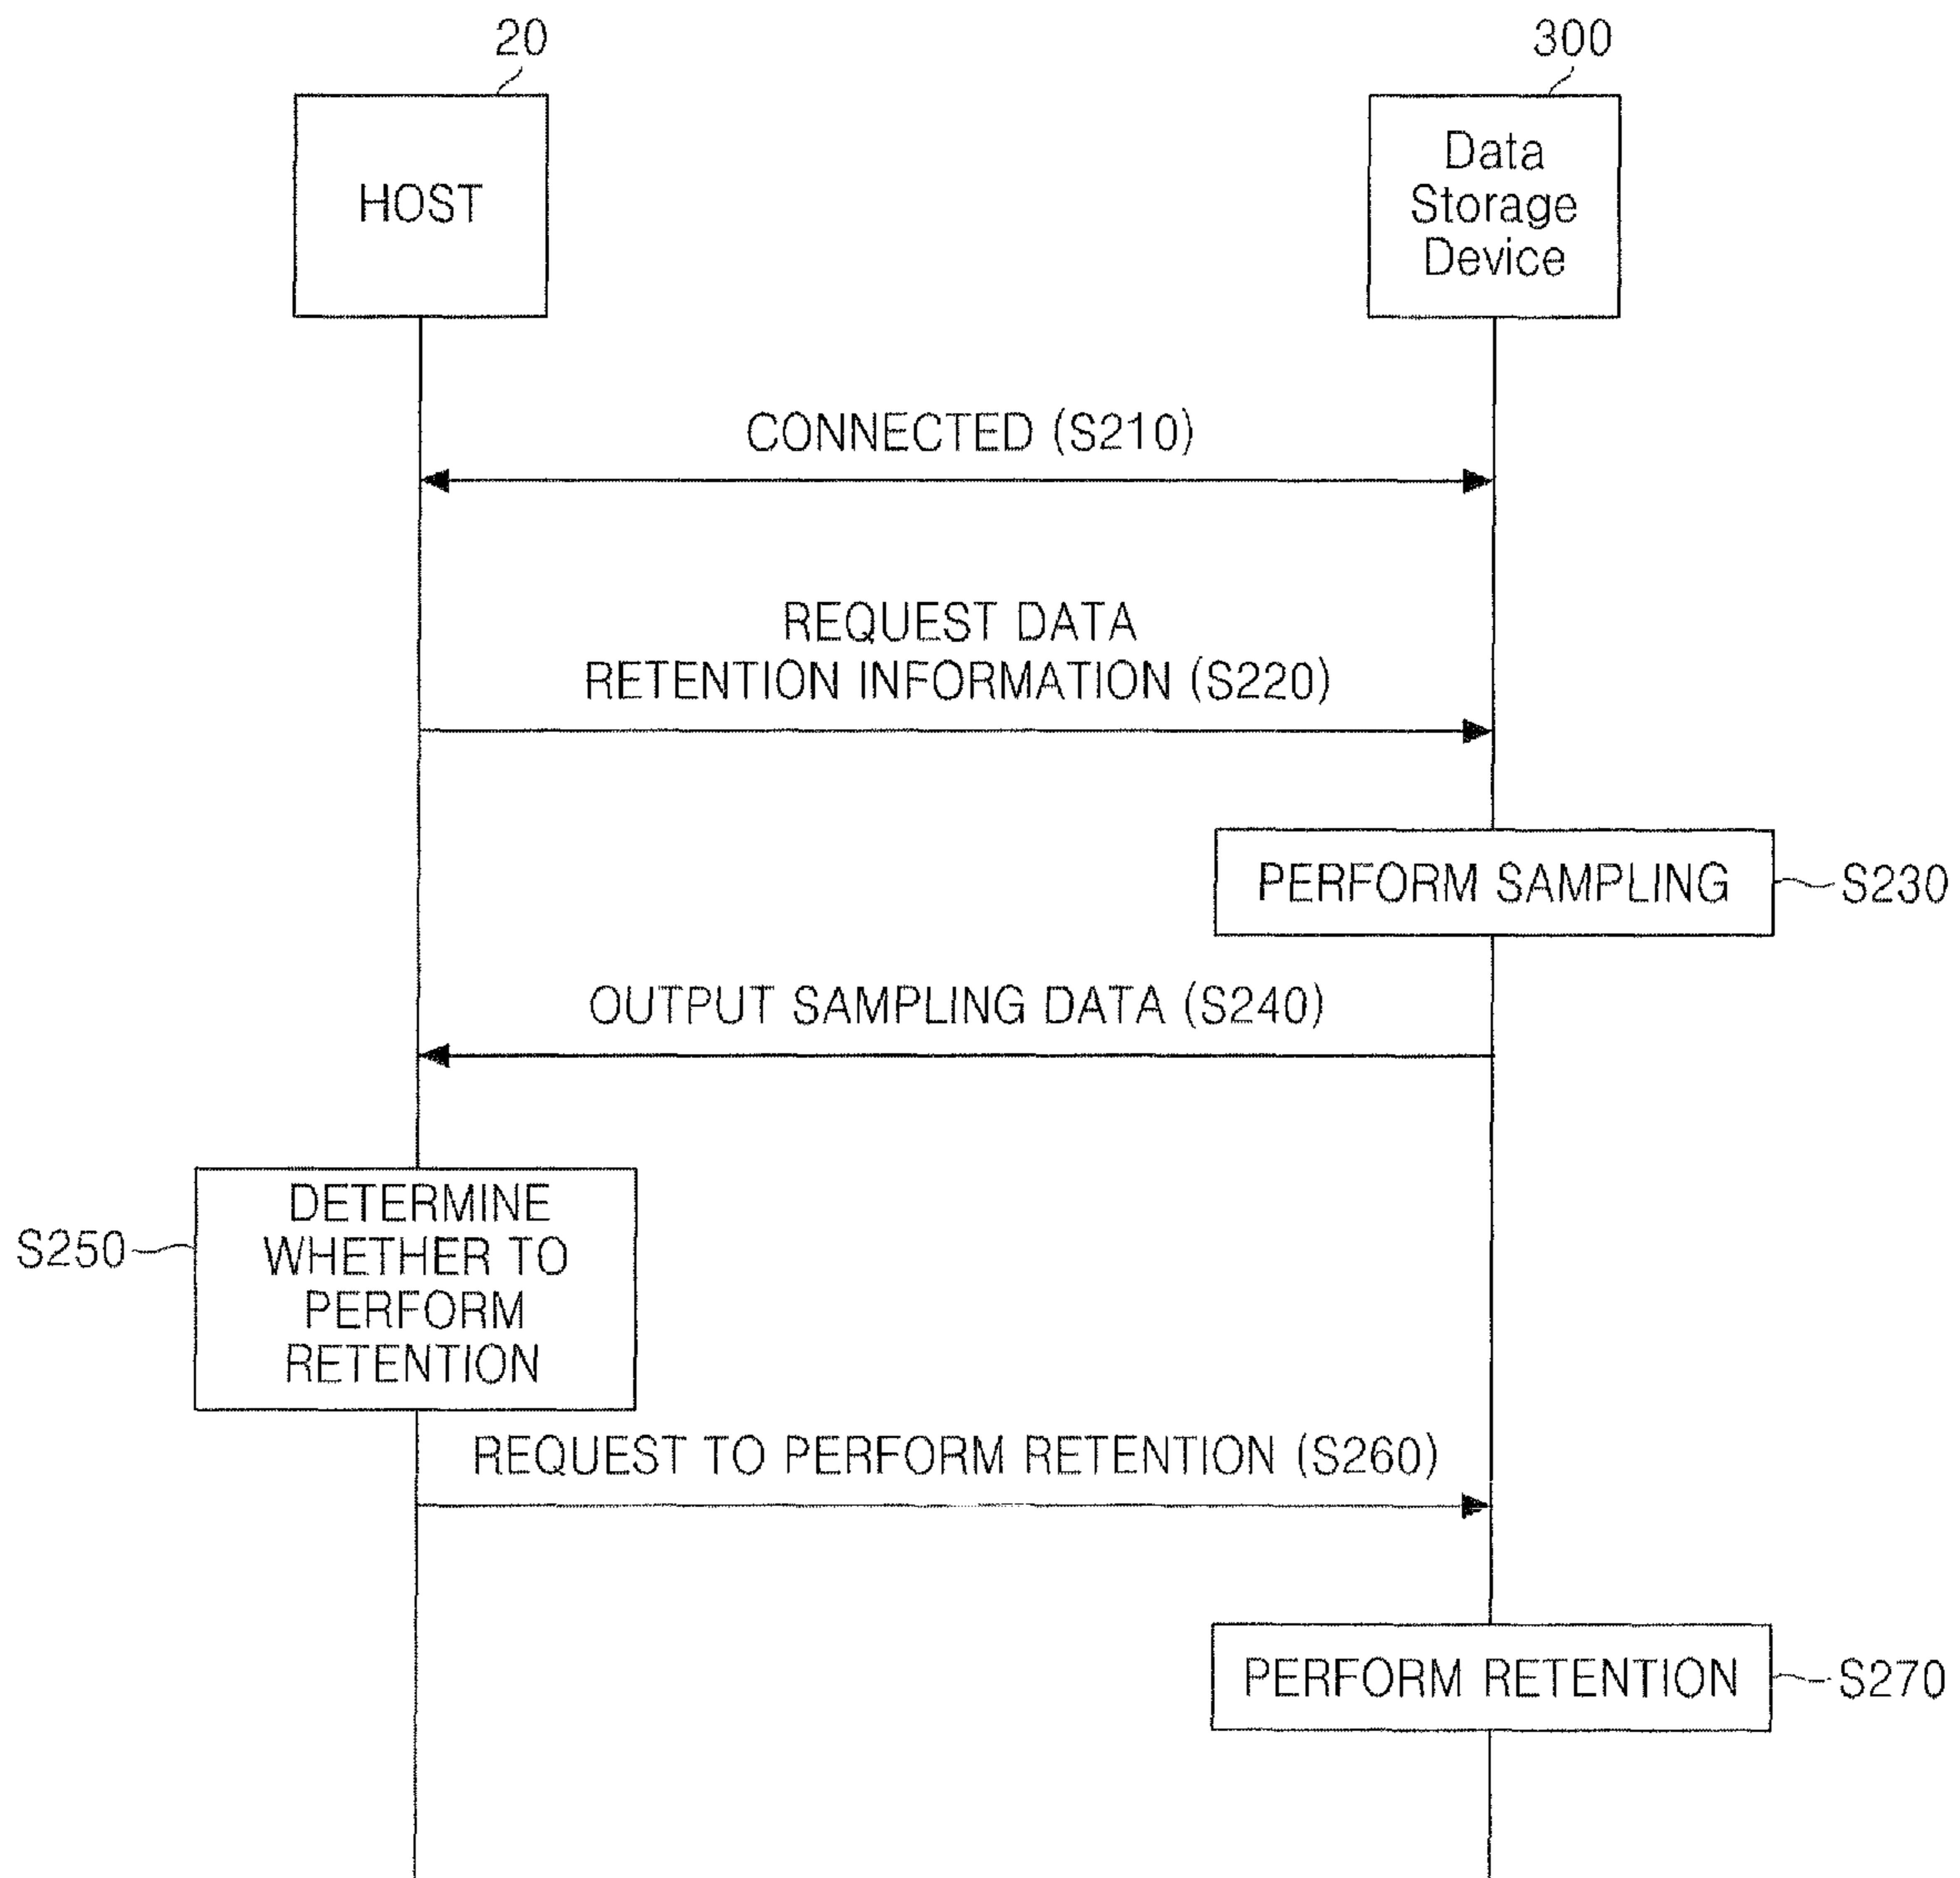 20
300
HOST
Data
Storage
Device
CONNECTED (S210)
REQUEST DATA
RETENTION INFORMATION (S220)
PERFORM SAMPLING
S230
OUTPUT SAMPLING DATA (S240)
S250
DETERMINE
WHETHER TO
PERFORM
RETENTION
REQUEST TO PERFORM RETENTION (S260)
PERFORM RETENTION
S270